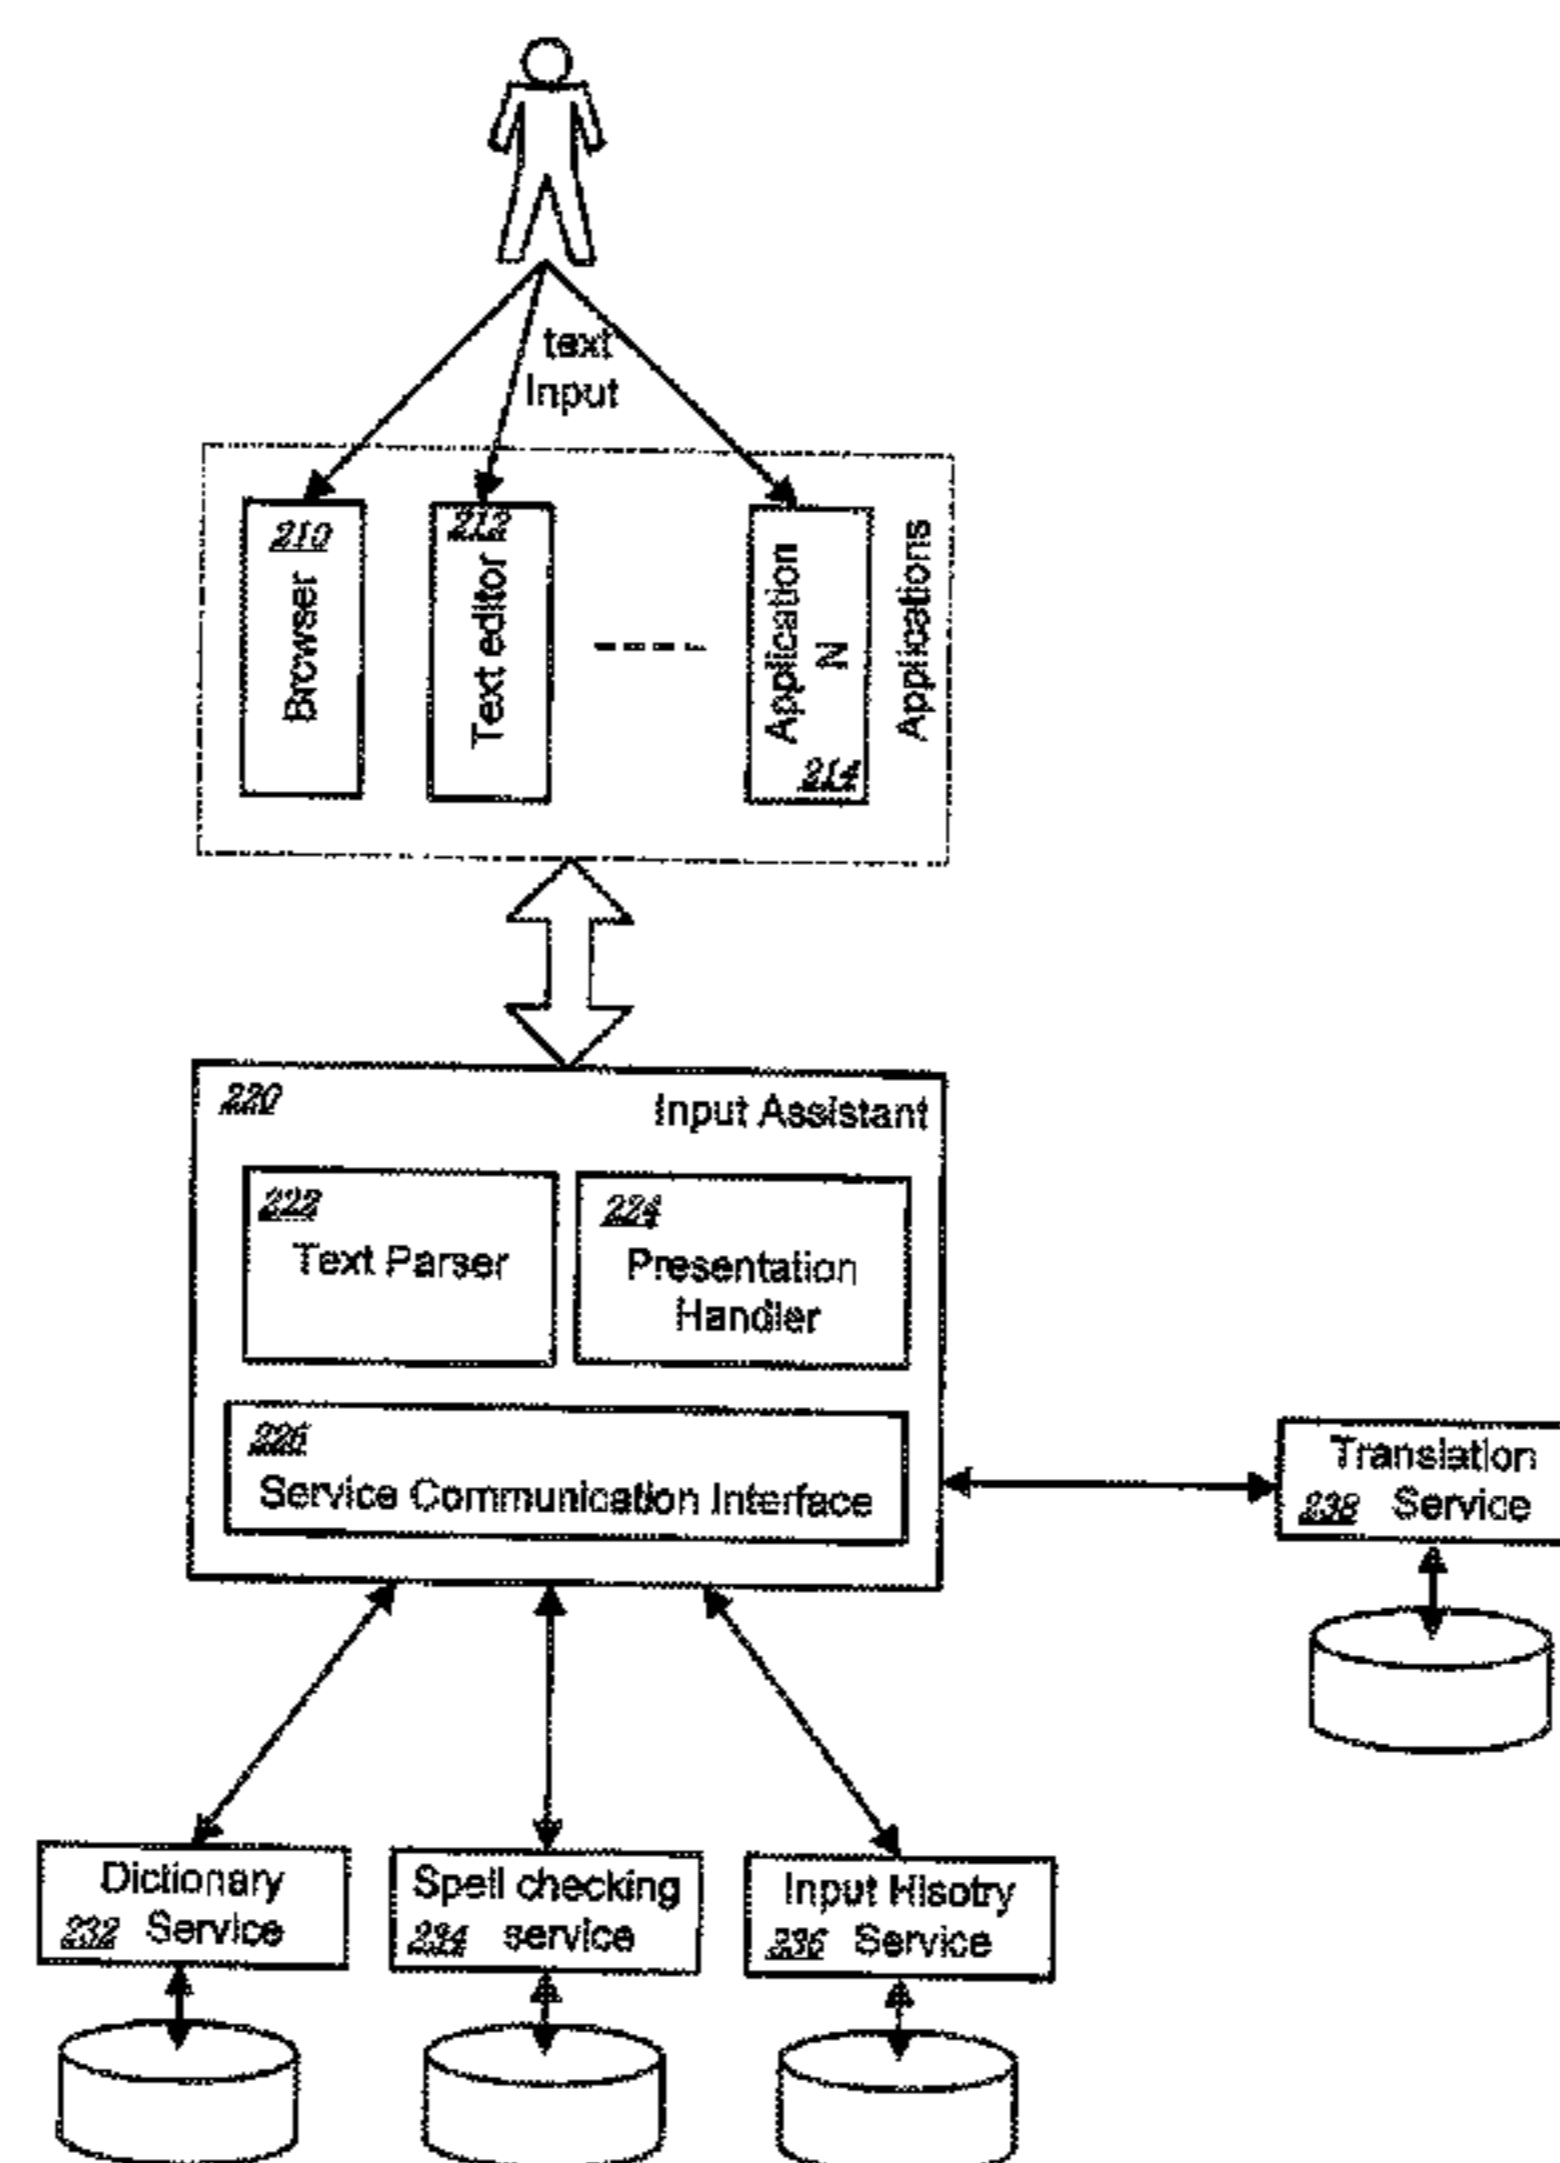 text
Input
210
Browser
212
Text editor
Application
N
214
Applications
220
Input Assistant
222
Text Parser
224
Presentation
Handler
226
Service Communication Interface
Translation
238 Service
Dictionary
232 Service
Spell checking
234 service
Input Hisotry
236 Service